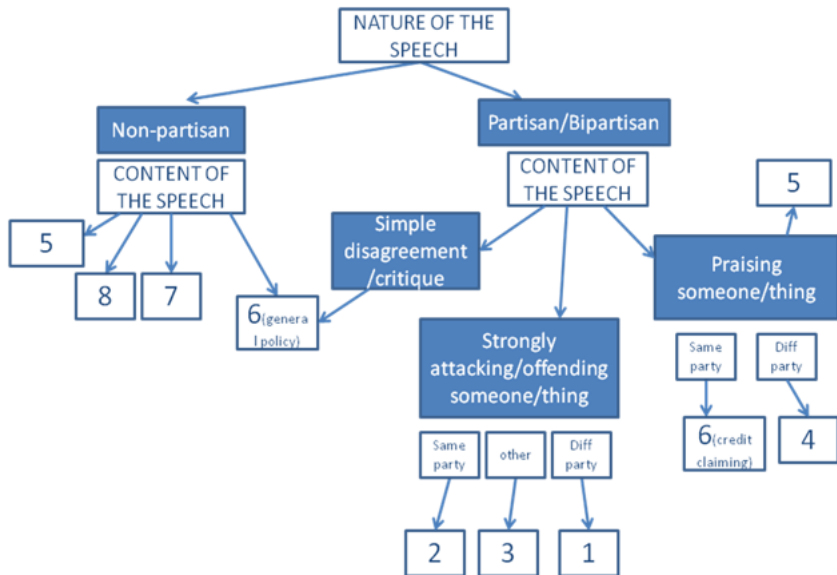 NATURE OF THE
SPEECH
Non-partisan
Partisan/Bipartisan
CONTENT OF
THE SPEECH
CONTENT OF
THE SPEECH
5
5
8
7
Simple
disagreement
/critique
6(genera
l policy)
Praising
someone/thing
Strongly
attacking/offending
someone/thing
Same
party
Diff
party
6(credit
claiming)
4
Same
party
other
Diff
party
2
3
1